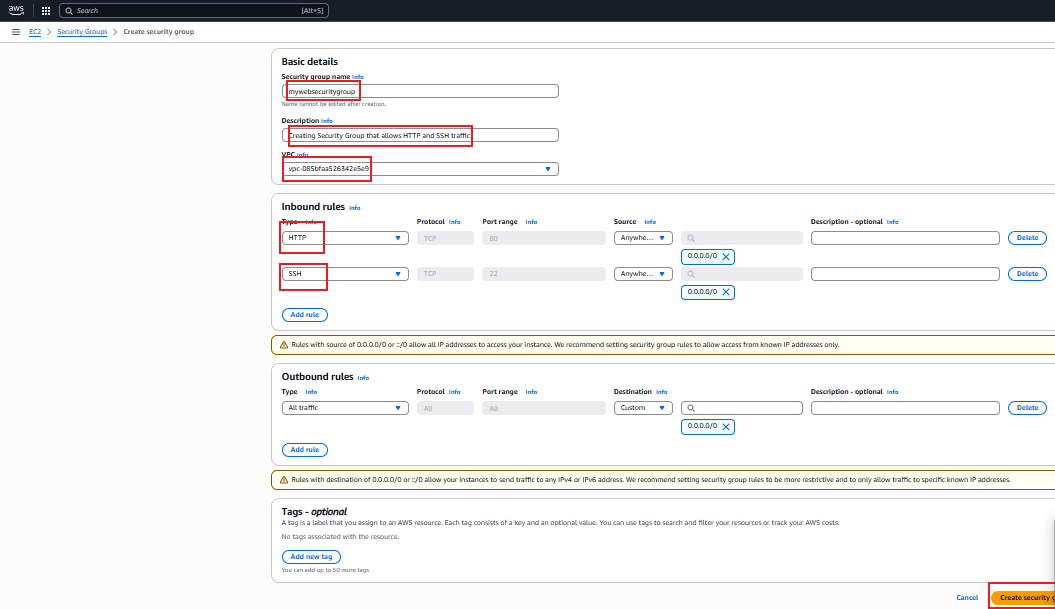 aws
Search [Alt+S]
EC2 > Security Groups > Create security group
Basic details
Security group name Info
mywebsecuritygroup
Name cannot be edited after creation.
Description Info
Creating Security Group that allows HTTP and SSH traffic
VPC Info
vpc-085bfaa526342e5e9
Inbound rules Info
Type Info Protocol Info Port range Info Source Info Description - optional Info
HTTP TCP 80 Anywhe... Delete
0.0.0.0/0
SSH TCP 22 Anywhe... Delete
0.0.0.0/0
Add rule
Rules with source of 0.0.0.0/0 or ::/0 allow all IP addresses to access your instance. We recommend setting security group rules to allow access from known IP addresses only.
Outbound rules Info
Type Info Protocol Info Port range Info Destination Info Description - optional Info
All traffic All All Custom Delete
0.0.0.0/0
Add rule
Rules with destination of 0.0.0.0/0 or ::/0 allow your instances to send traffic to any IPv4 or IPv6 address. We recommend setting security group rules to be more restrictive and to only allow traffic to specific known IP addresses.
Tags - optional
A tag is a label that you assign to an AWS resource. Each tag consists of a key and an optional value. You can use tags to search and filter your resources or track your AWS costs.
No tags associated with the resource.
Add new tag
You can add up to 50 more tags
Cancel Create security g